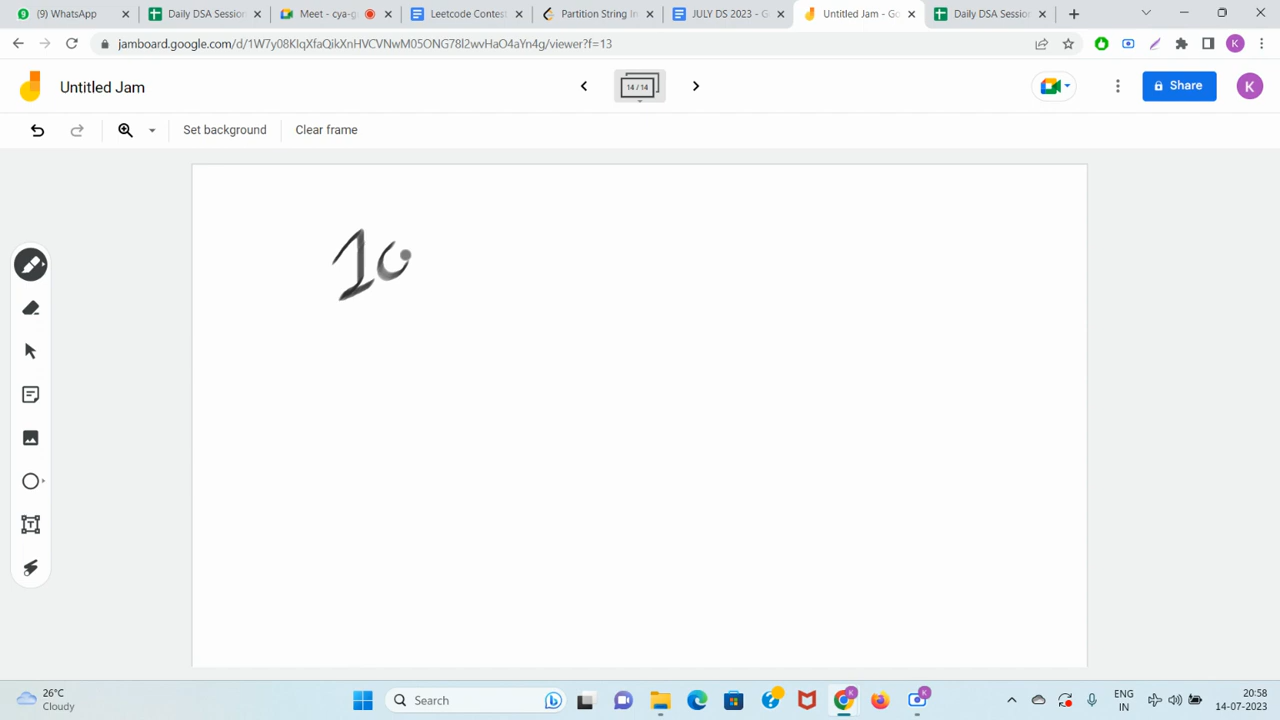 (9) WhatsApp
Daily DSA Sessio
Meet - cya-g
Leetcode Contest
Partition String In
JULY DS 2023 - G
Untitled Jam - Go
Daily DSA Sessio
jamboard.google.com/d/1W7y08KIqXfaQikXnHVCVNwM05ONG78l2wvHaO4aYn4g/viewer?f=13
K
Untitled Jam
14 / 14
Share
K
Set background
Clear frame
10
26°C
Cloudy
Search
ENG
IN
20:58
14-07-2023